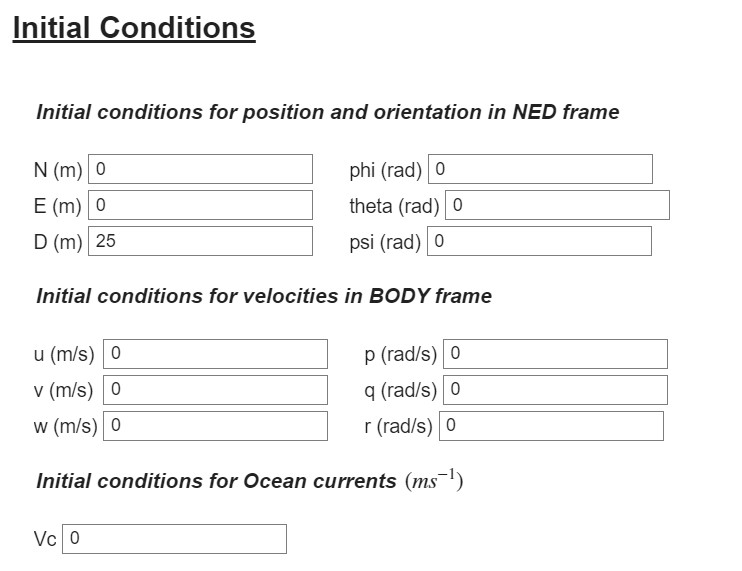 Initial Conditions
Initial conditions for position and orientation in NED frame
N (m) 0 phi (rad) 0
E (m) 0 theta (rad) 0
D (m) 25 psi (rad) 0
Initial conditions for velocities in BODY frame
u (m/s) 0 p (rad/s) 0
v (m/s) 0 q (rad/s) 0
w (m/s) 0 r (rad/s) 0
Initial conditions for Ocean currents (ms⁻¹)
Vc 0